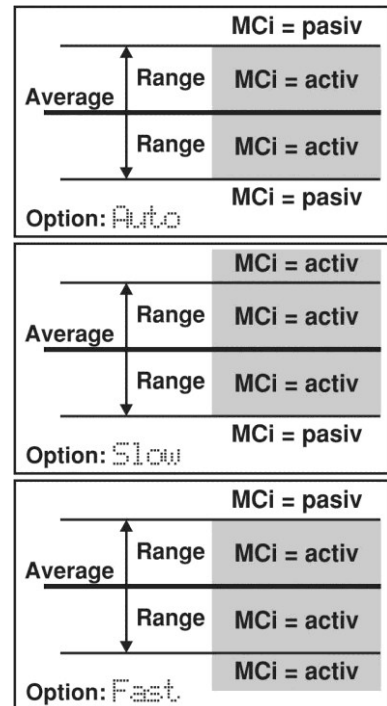 MCi = pasiv
Range MCi = activ
Average
Range MCi = activ
MCi = pasiv
Option: Auto
MCi = activ
Range MCi = activ
Average
Range MCi = activ
MCi = pasiv
Option: Slow
MCi = pasiv
Range MCi = activ
Average
Range MCi = activ
MCi = activ
Option: Fast